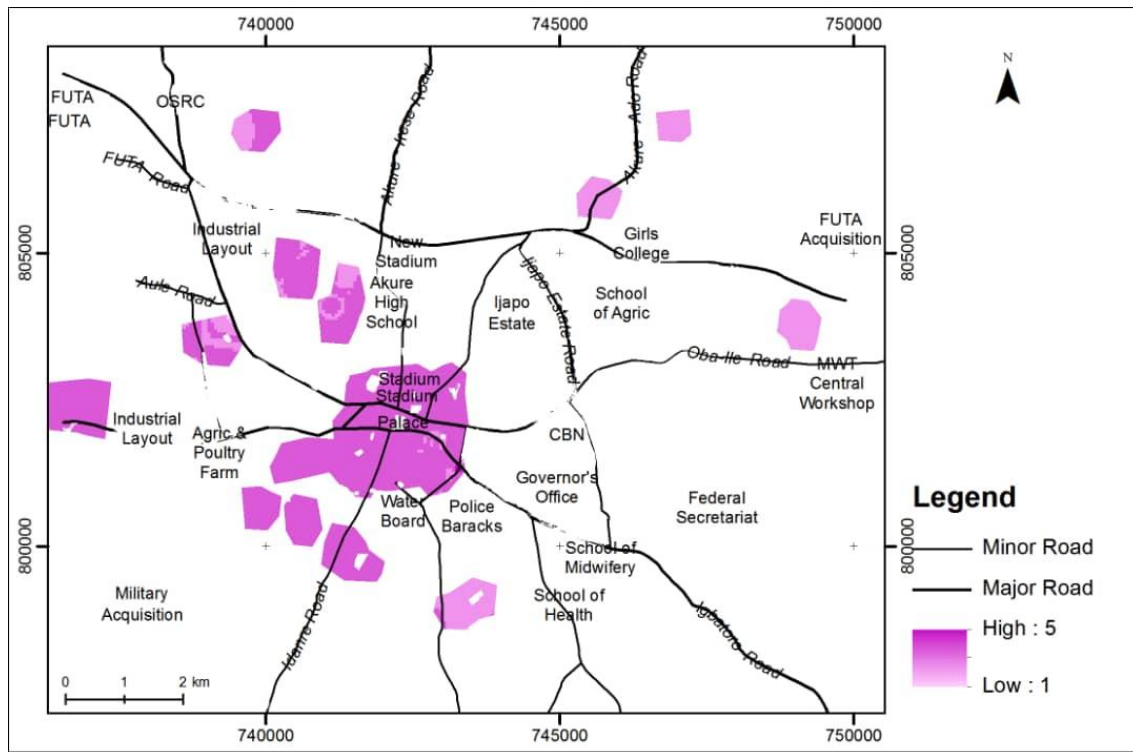 740000
745000
750000
N
FUTA
FUTA
OSRC
Akure - Irese Road
Akure - Ado Road
FUTA Road
805000
805000
Industrial
Layout
New
Stadium
Girls
College
FUTA
Acquisition
Aule Road
Akure
High
School
Ijapo
Estate
Ijapo Estate Road
School
of Agric
Oba-Ile Road
MWT
Central
Workshop
Stadium
Stadium
Palace
Industrial
Layout
Agric &
Poultry
Farm
CBN
Governor's
Office
Water
Board
Police
Baracks
Federal
Secretariat
Legend
Minor Road
Major Road
High : 5
Low : 1
800000
800000
School of
Midwifery
School of
Health
Military
Acquisition
Idanre Road
Igbatoro Road
0
1
2 km
740000
745000
750000